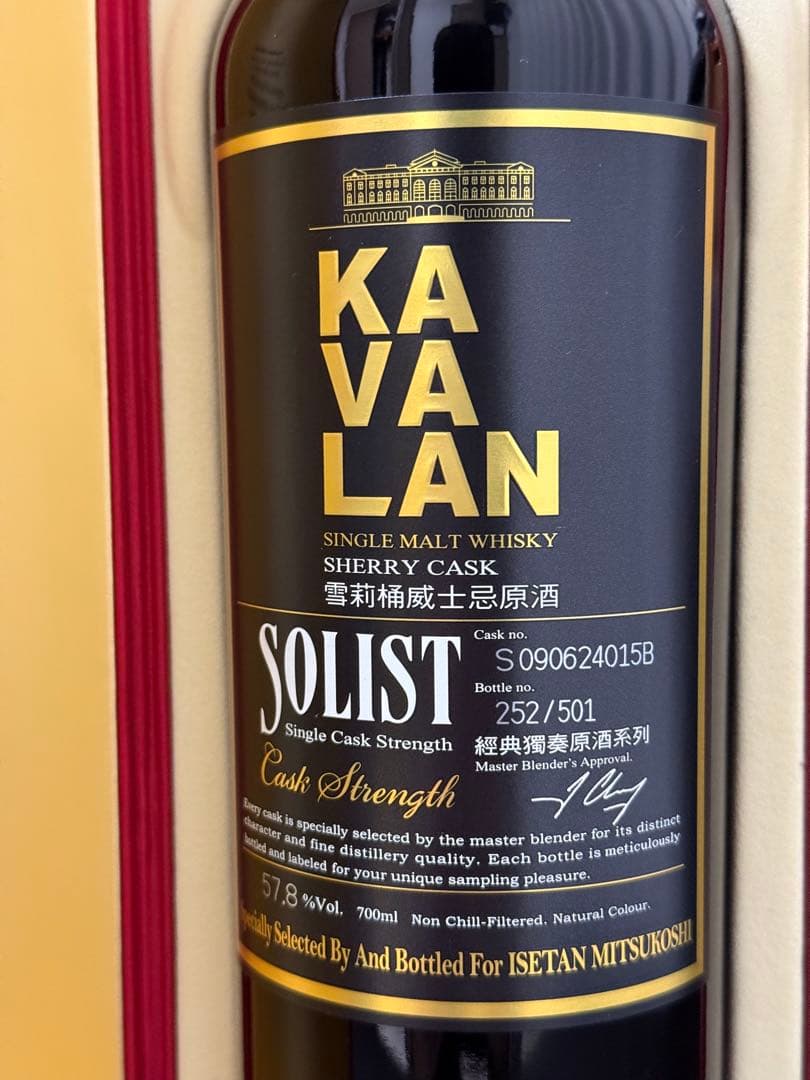 KA
VA
LAN
SINGLE MALT WHISKY
SHERRY CASK
雪莉桶威士忌原酒
SOLIST
Single Cask Strength
Cask Strength
Cask no.
S090624015B
Bottle no.
252/501
經典獨奏原酒系列
Master Blender's Approval.
Every cask is specially selected by the master blender for its distinct
character and fine distillery quality. Each bottle is meticulously
bottled and labeled for your unique sampling pleasure.
57.8 %Vol. 700ml Non Chill-Filtered. Natural Colour.
Specially Selected By And Bottled For ISETAN MITSUKOSHI